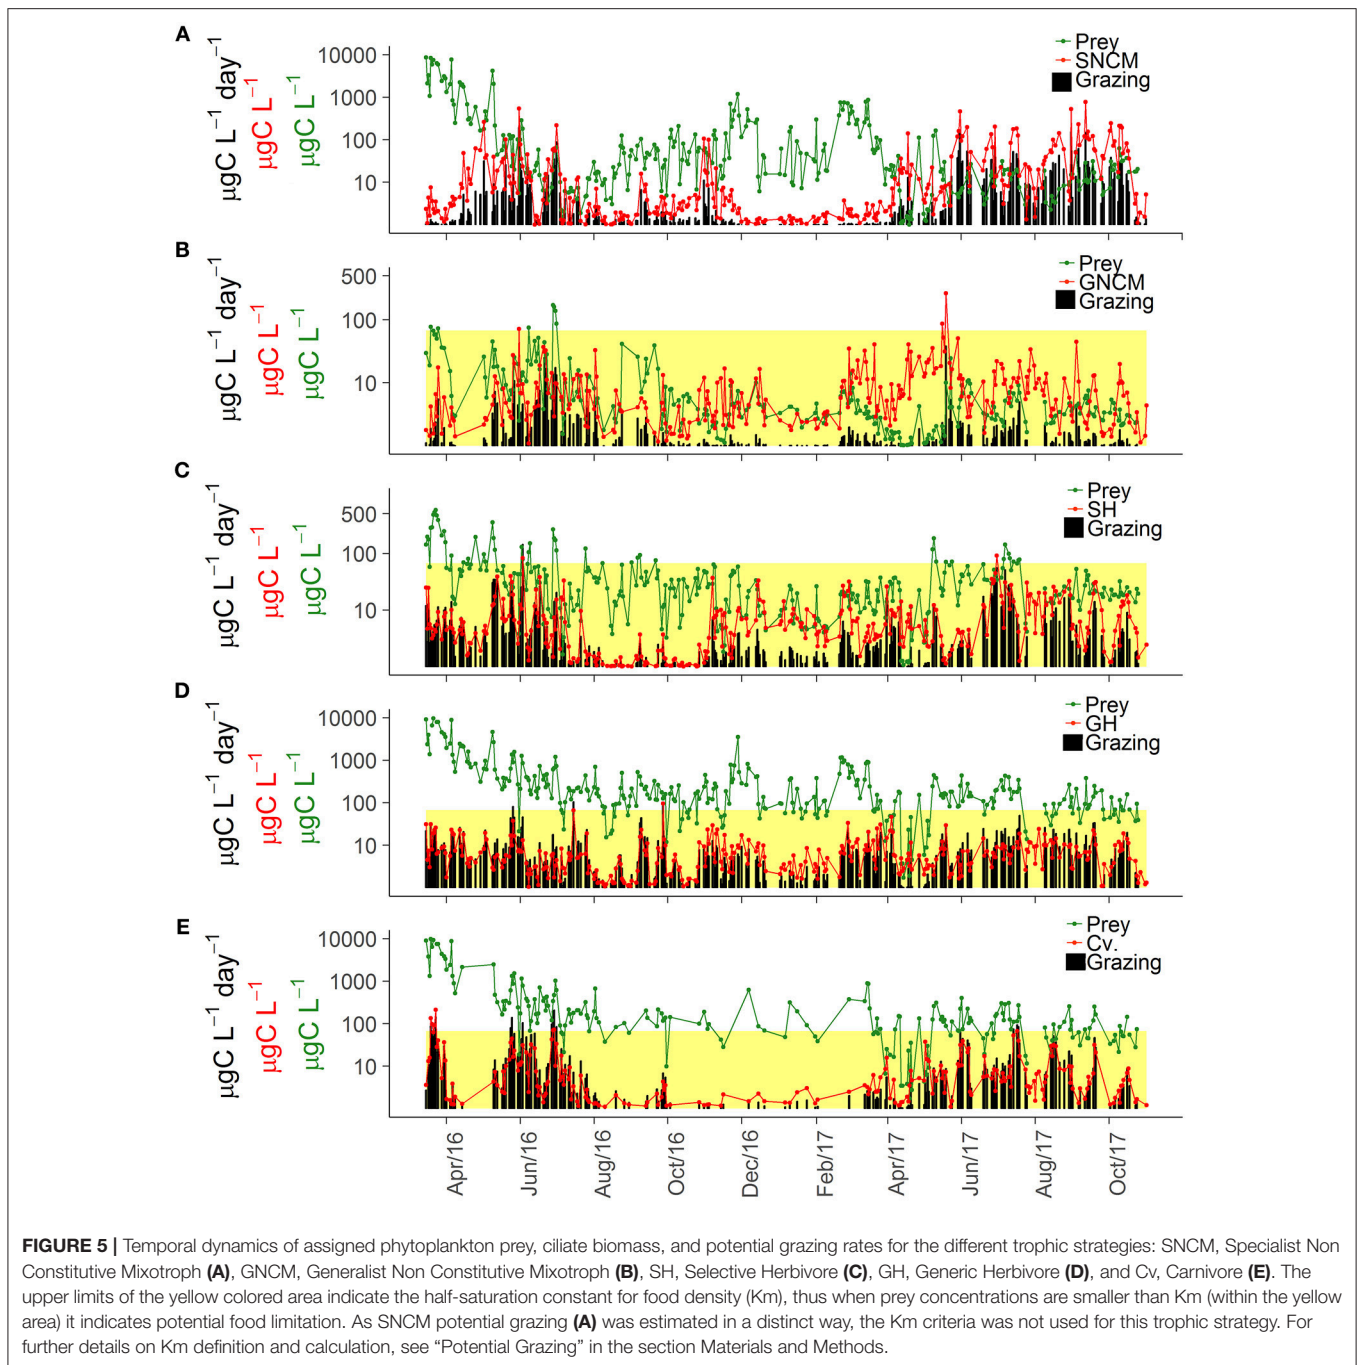 A
µgC L⁻¹ day⁻¹
µgC L⁻¹
µgC L⁻¹
10000
1000
100
10
Prey
SNCM
Grazing
B
µgC L⁻¹ day⁻¹
µgC L⁻¹
µgC L⁻¹
500
100
10
Prey
GNCM
Grazing
C
µgC L⁻¹ day⁻¹
µgC L⁻¹
µgC L⁻¹
500
100
10
Prey
SH
Grazing
D
µgC L⁻¹ day⁻¹
µgC L⁻¹
µgC L⁻¹
10000
1000
100
10
Prey
GH
Grazing
E
µgC L⁻¹ day⁻¹
µgC L⁻¹
µgC L⁻¹
10000
1000
100
10
Prey
Cv.
Grazing
Apr/16
Jun/16
Aug/16
Oct/16
Dec/16
Feb/17
Apr/17
Jun/17
Aug/17
Oct/17
FIGURE 5 | Temporal dynamics of assigned phytoplankton prey, ciliate biomass, and potential grazing rates for the different trophic strategies: SNCM, Specialist Non
Constitutive Mixotroph (A), GNCM, Generalist Non Constitutive Mixotroph (B), SH, Selective Herbivore (C), GH, Generic Herbivore (D), and Cv, Carnivore (E). The
upper limits of the yellow colored area indicate the half-saturation constant for food density (Km), thus when prey concentrations are smaller than Km (within the yellow
area) it indicates potential food limitation. As SNCM potential grazing (A) was estimated in a distinct way, the Km criteria was not used for this trophic strategy. For
further details on Km definition and calculation, see “Potential Grazing” in the section Materials and Methods.